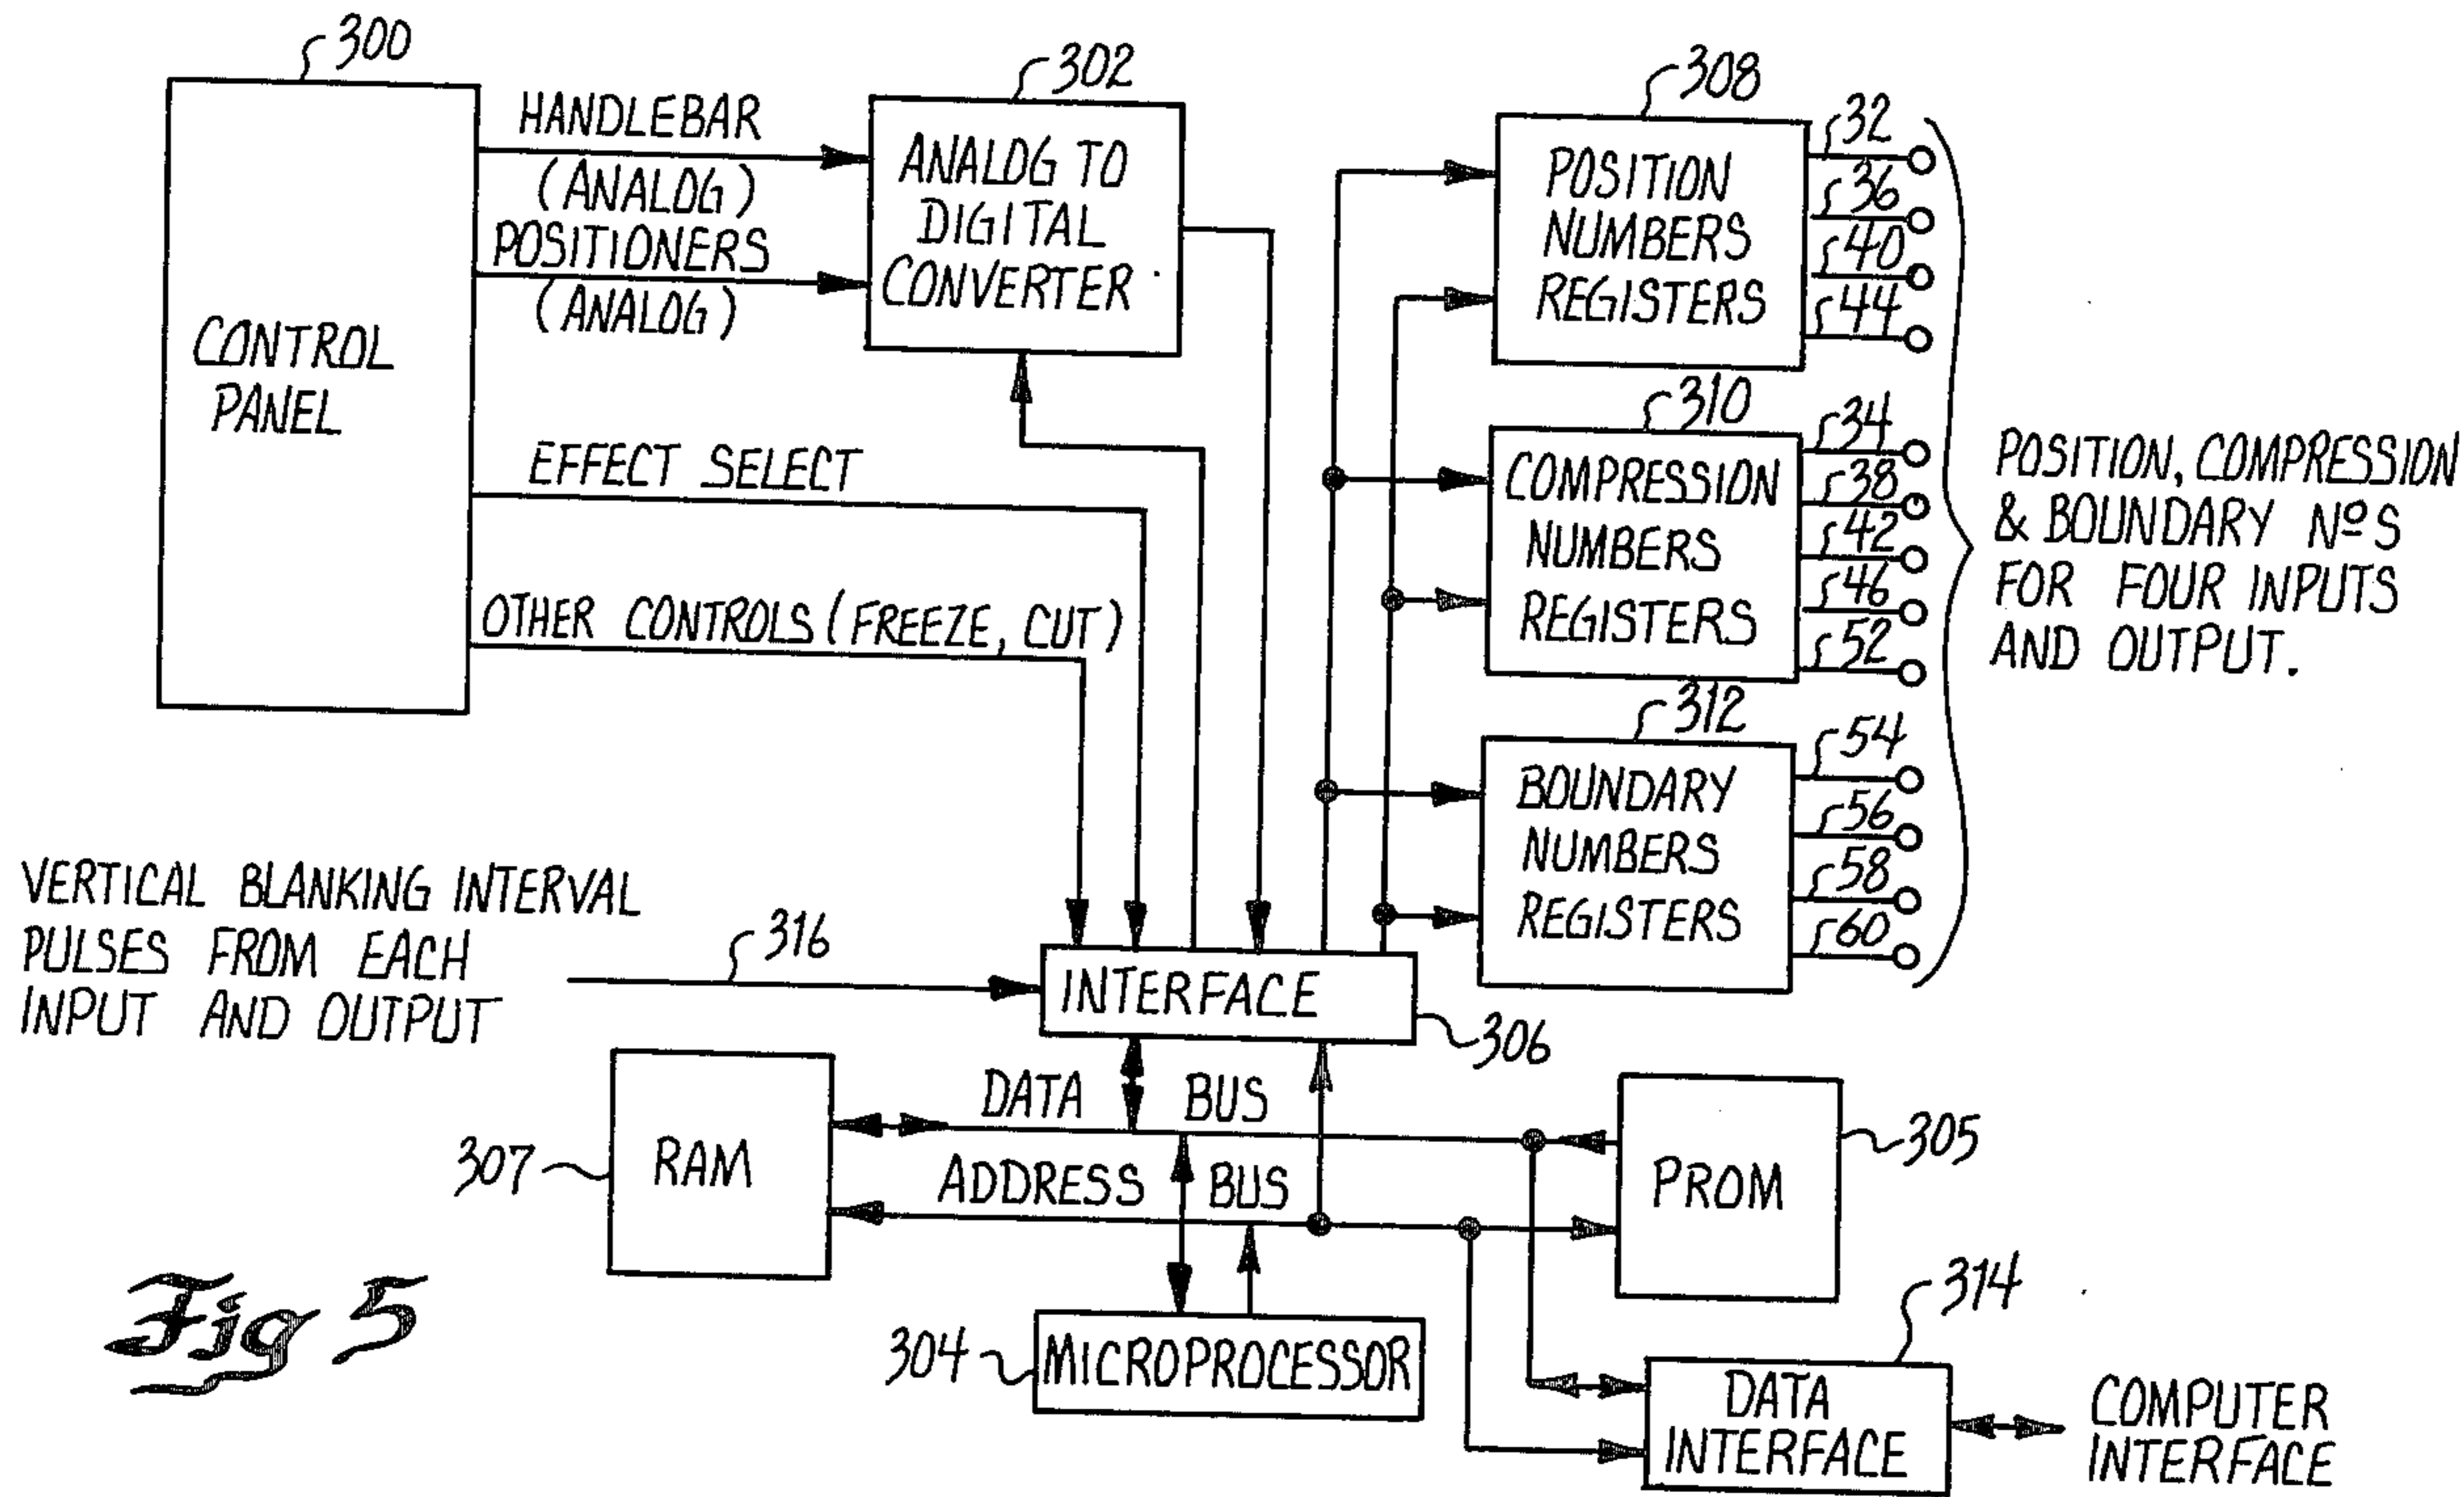 300
CONTROL
PANEL
HANDLEBAR
(ANALOG)
POSITIONERS
(ANALOG)
EFFECT SELECT
OTHER CONTROLS (FREEZE, CUT)
302
ANALOG TO
DIGITAL
CONVERTER
308
POSITION
NUMBERS
REGISTERS
32
36
40
44
310
COMPRESSION
NUMBERS
REGISTERS
34
38
42
46
52
312
BOUNDARY
NUMBERS
REGISTERS
54
56
58
60
POSITION, COMPRESSION
& BOUNDARY Nº S
FOR FOUR INPUTS
AND OUTPUT.
VERTICAL BLANKING INTERVAL
PULSES FROM EACH
INPUT AND OUTPUT
316
INTERFACE
306
307
RAM
DATA BUS
ADDRESS BUS
PROM
305
304
MICROPROCESSOR
314
DATA
INTERFACE
COMPUTER
INTERFACE
Fig 5